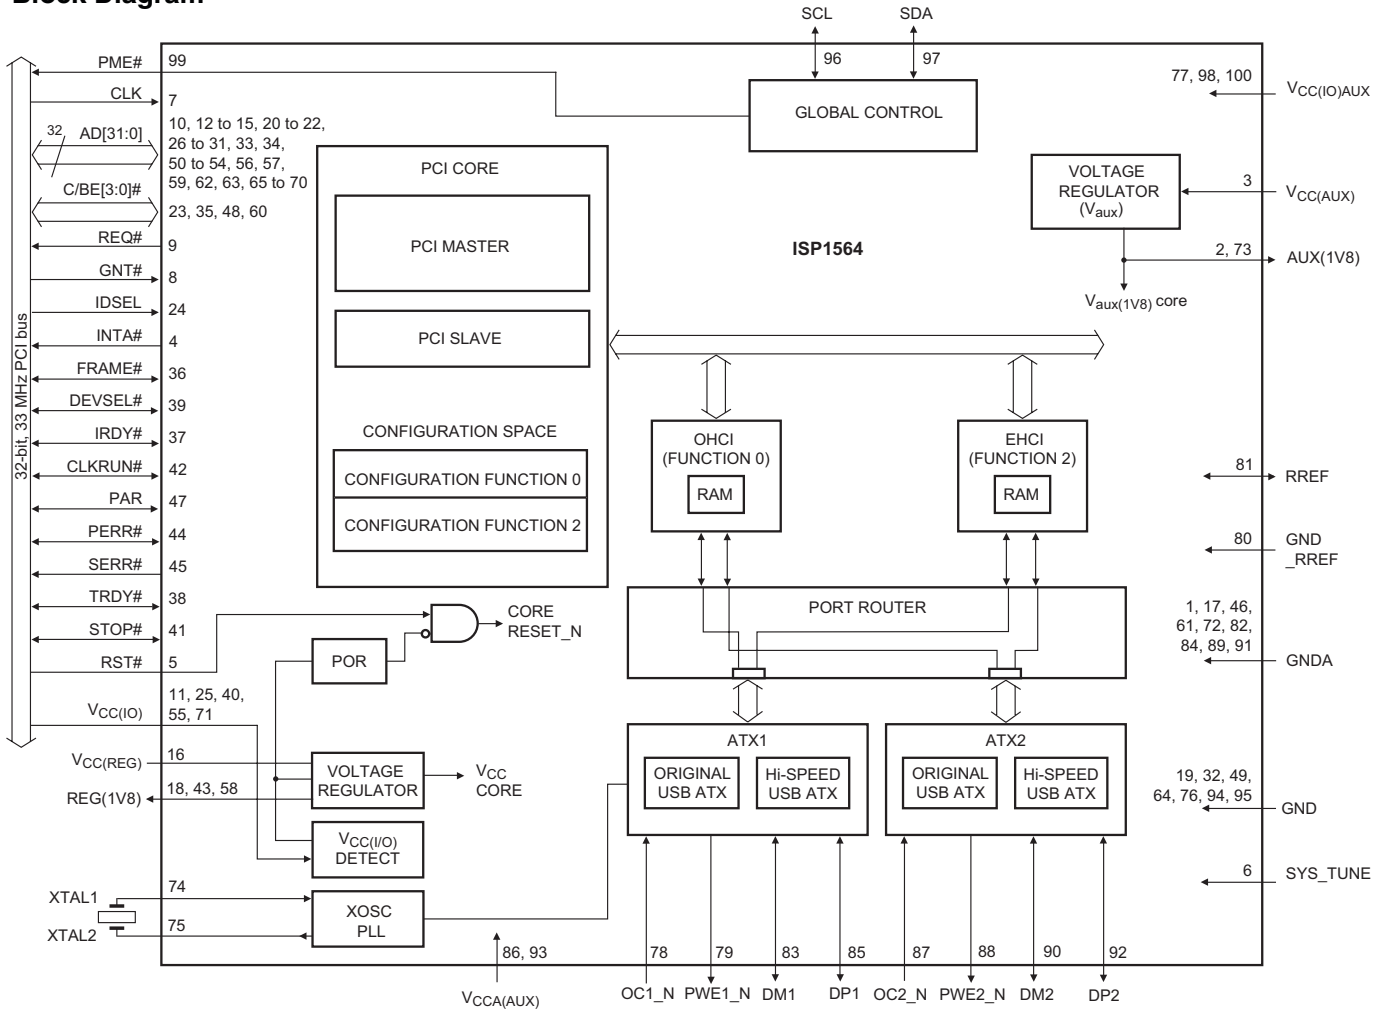 Block Diagram
SCL
SDA
96
97
PME#
99
CLK
7
32
AD[31:0]
10, 12 to 15, 20 to 22,
26 to 31, 33, 34,
50 to 54, 56, 57,
59, 62, 63, 65 to 70
C/BE[3:0]#
23, 35, 48, 60
REQ#
9
GNT#
8
IDSEL
24
INTA#
4
FRAME#
36
DEVSEL#
39
IRDY#
37
CLKRUN#
42
PAR
47
PERR#
44
SERR#
45
TRDY#
38
STOP#
41
RST#
5
32-bit, 33 MHz PCI bus
VCC(IO)
11, 25, 40,
55, 71
VCC(REG)
16
REG(1V8)
18, 43, 58
XTAL1
74
XTAL2
75
GLOBAL CONTROL
PCI CORE
PCI MASTER
PCI SLAVE
CONFIGURATION SPACE
CONFIGURATION FUNCTION 0
CONFIGURATION FUNCTION 2
ISP1564
VOLTAGE
REGULATOR
(Vaux)
Vaux(1V8) core
77, 98, 100
VCC(IO)AUX
3
VCC(AUX)
2, 73
AUX(1V8)
OHCI
(FUNCTION 0)
RAM
EHCI
(FUNCTION 2)
RAM
81
RREF
80
GND
_RREF
PORT ROUTER
1, 17, 46,
61, 72, 82,
84, 89, 91
GNDA
CORE
RESET_N
POR
VOLTAGE
REGULATOR
VCC
CORE
VCC(I/O)
DETECT
XOSC
PLL
ATX1
ORIGINAL
USB ATX
Hi-SPEED
USB ATX
ATX2
ORIGINAL
USB ATX
Hi-SPEED
USB ATX
19, 32, 49,
64, 76, 94, 95
GND
6
SYS_TUNE
86, 93
VCCA(AUX)
78
79
83
85
87
88
90
92
OC1_N
PWE1_N
DM1
DP1
OC2_N
PWE2_N
DM2
DP2